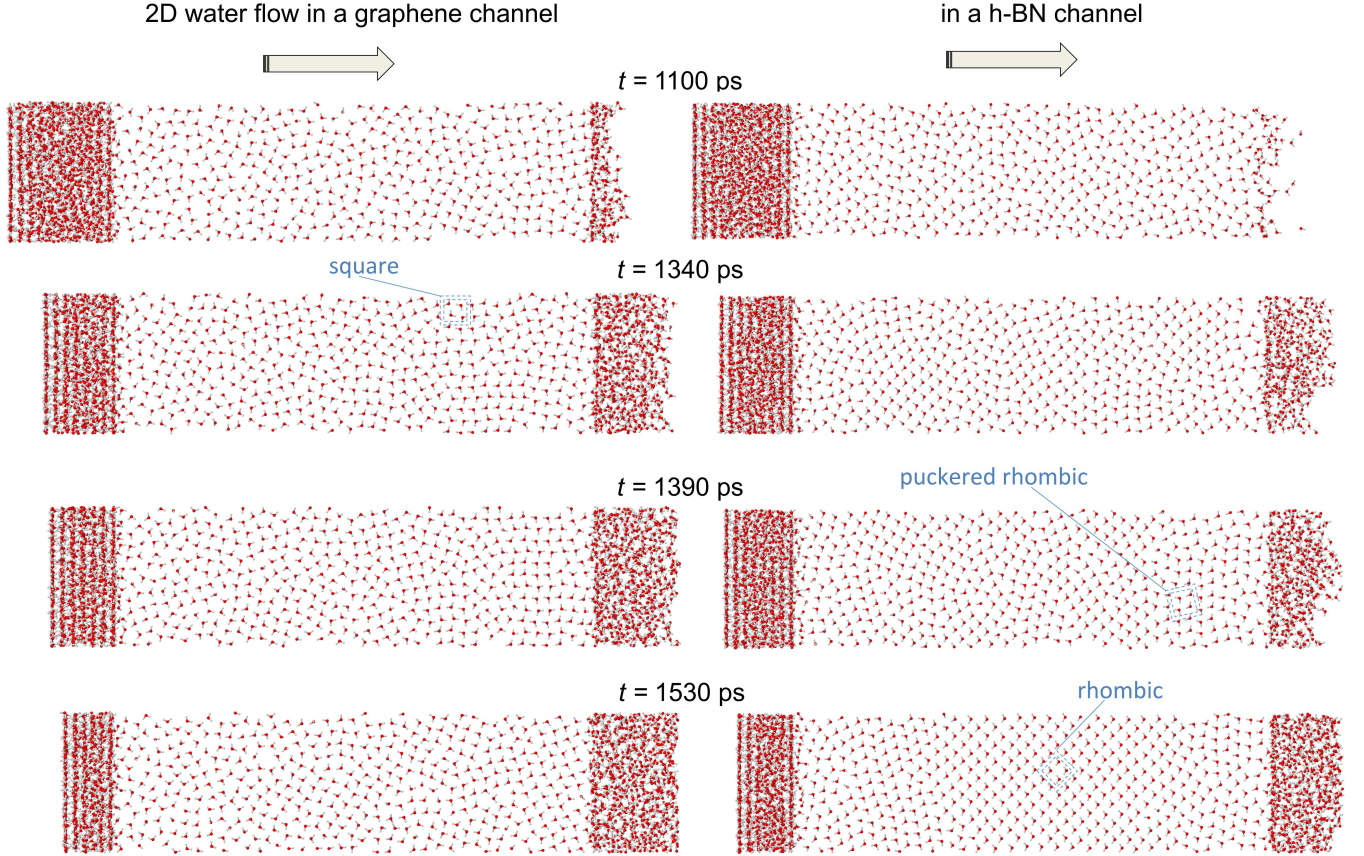 2D water flow in a graphene channel
in a h-BN channel
t = 1100 ps
square
t = 1340 ps
t = 1390 ps
puckered rhombic
t = 1530 ps
rhombic